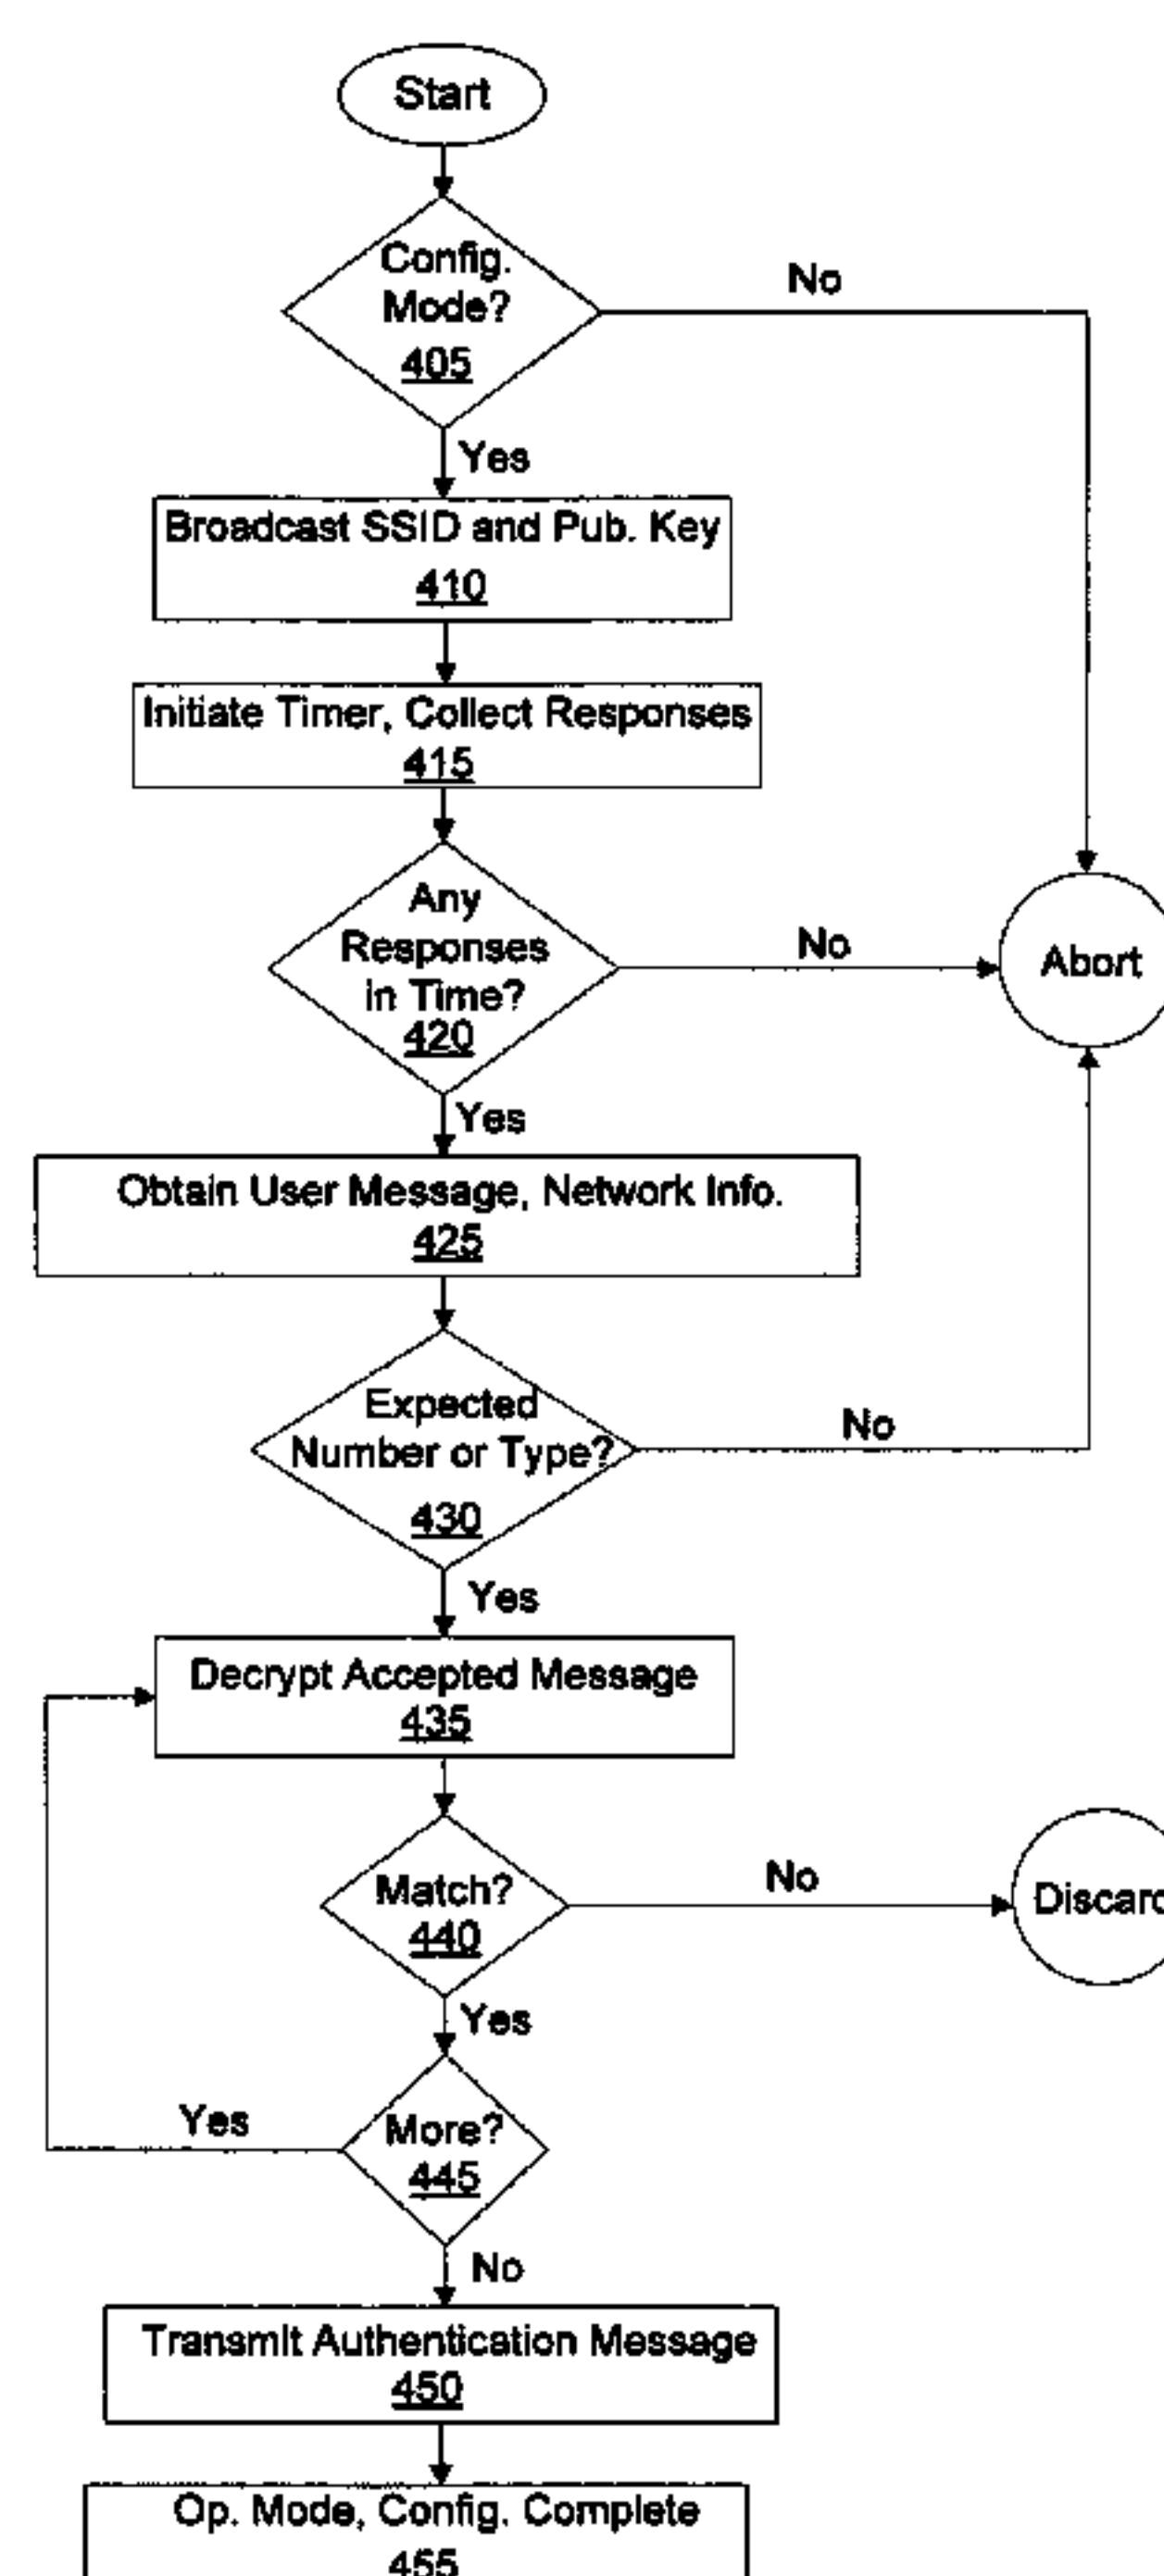 Start
Config.
Mode?
405
No
Yes
Broadcast SSID and Pub. Key
410
Initiate Timer, Collect Responses
415
Any
Responses
in Time?
420
No
Abort
Yes
Obtain User Message, Network Info.
425
Expected
Number or Type?
430
No
Yes
Decrypt Accepted Message
435
Match?
440
No
Discard
Yes
More?
445
Yes
No
Transmit Authentication Message
450
Op. Mode, Config. Complete
455